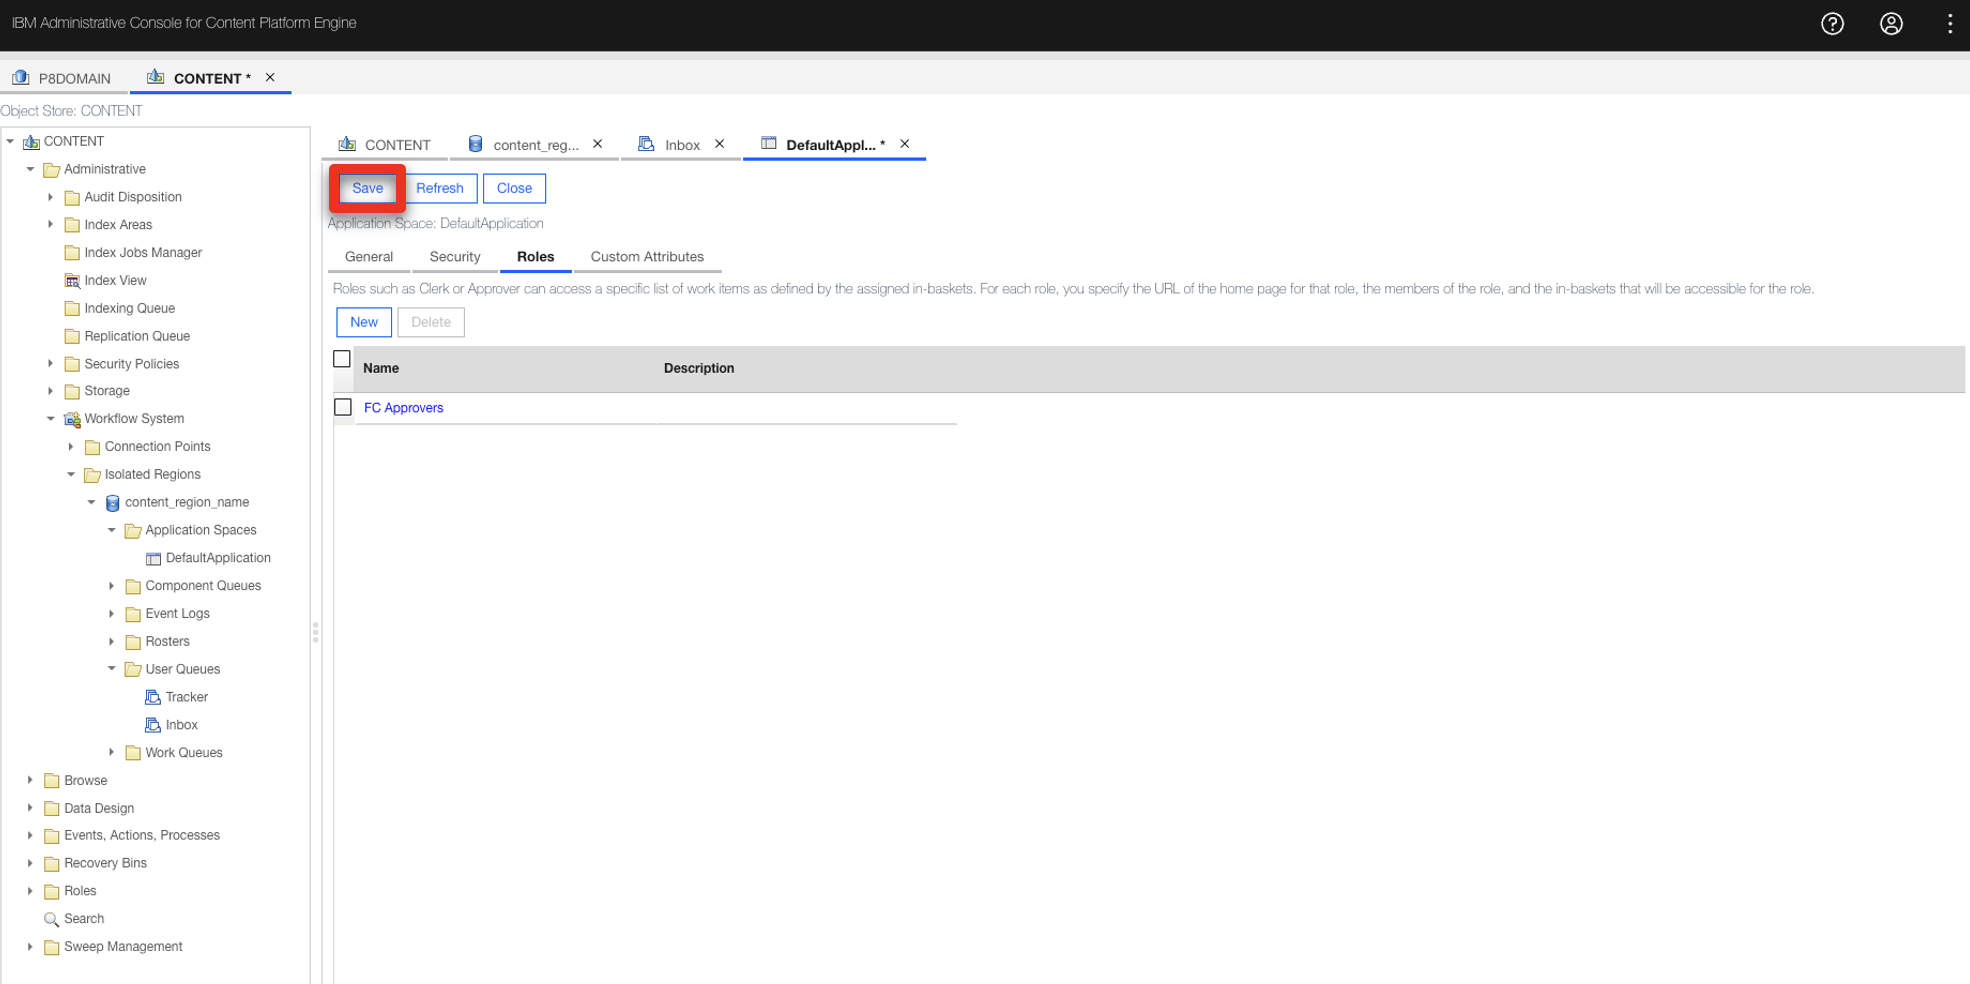 IBM Administrative Console for Content Platform Engine
P8DOMAIN
CONTENT *
Object Store: CONTENT
CONTENT
Administrative
Audit Disposition
Index Areas
Index Jobs Manager
Index View
Indexing Queue
Replication Queue
Security Policies
Storage
Workflow System
Connection Points
Isolated Regions
content_region_name
Application Spaces
DefaultApplication
Component Queues
Event Logs
Rosters
User Queues
Tracker
Inbox
Work Queues
Browse
Data Design
Events, Actions, Processes
Recovery Bins
Roles
Search
Sweep Management
CONTENT
content_reg...
Inbox
DefaultAppl... *
Save
Refresh
Close
Application Space: DefaultApplication
General
Security
Roles
Custom Attributes
Roles such as Clerk or Approver can access a specific list of work items as defined by the assigned in-baskets. For each role, you specify the URL of the home page for that role, the members of the role, and the in-baskets that will be accessible for the role.
New
Delete
Name
Description
FC Approvers